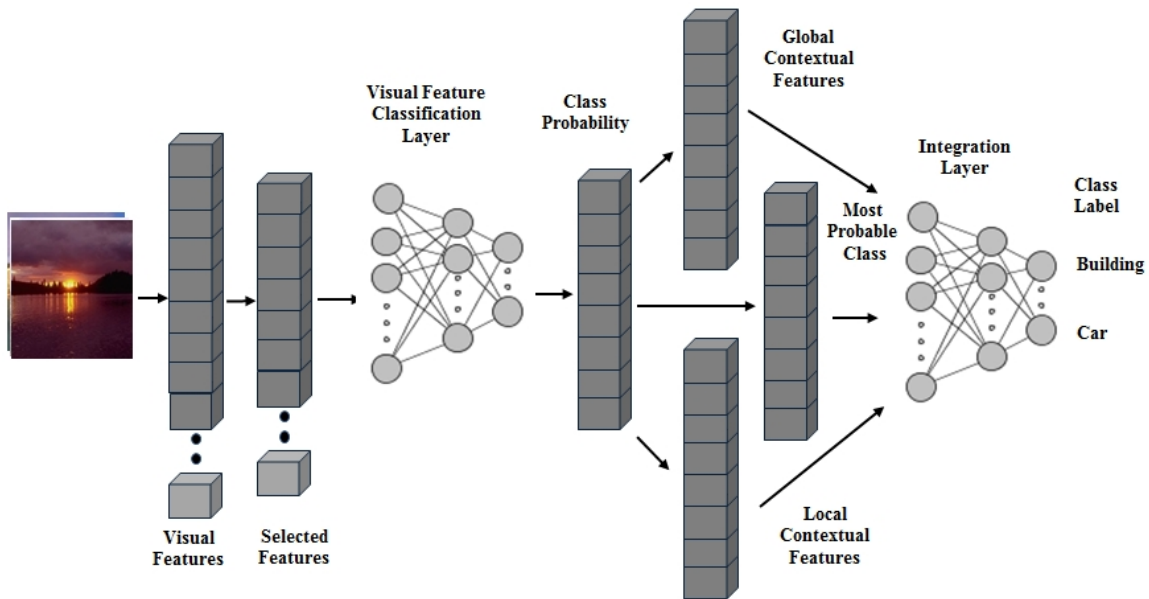 Visual Features
Selected
Features
Visual Feature
Classification
Layer
Class
Probability
Global
Contextual
Features
Most
Probable
Class
Local
Contextual
Features
Integration
Layer
Class
Label
Building
Car